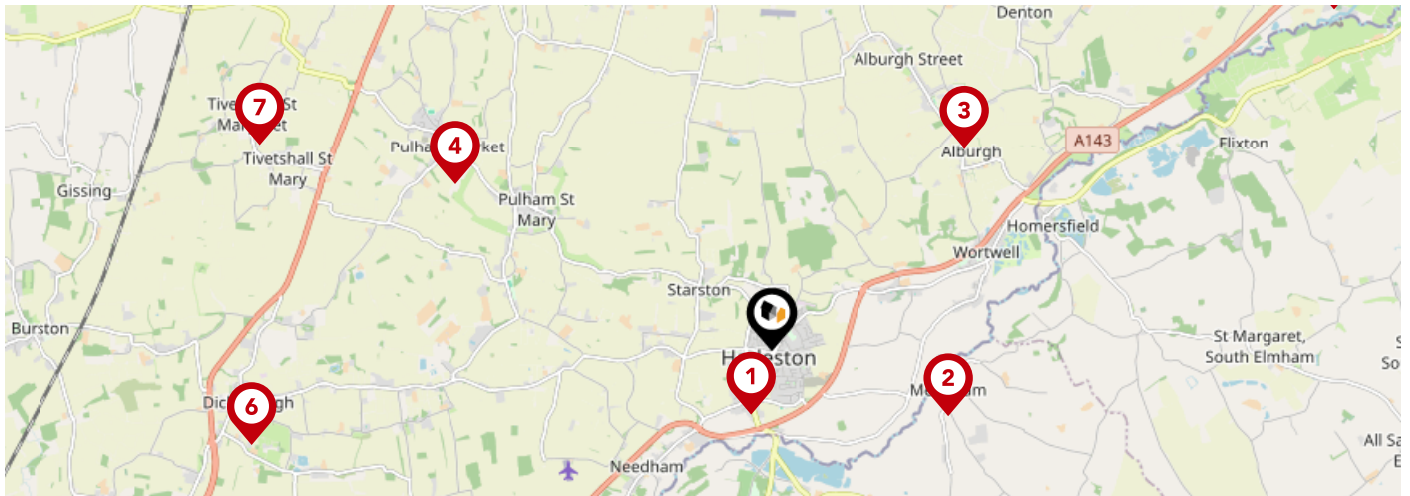 Denton
Alburgh Street
7
3
A143
4
Alburgh
Flixton
Tivetshall St
Mary
Gissing
Pulham St
Mary
Homersfield
Wortwell
Starston
Burston
St Margaret,
South Elmham
1
2
6
Needham
All Sa